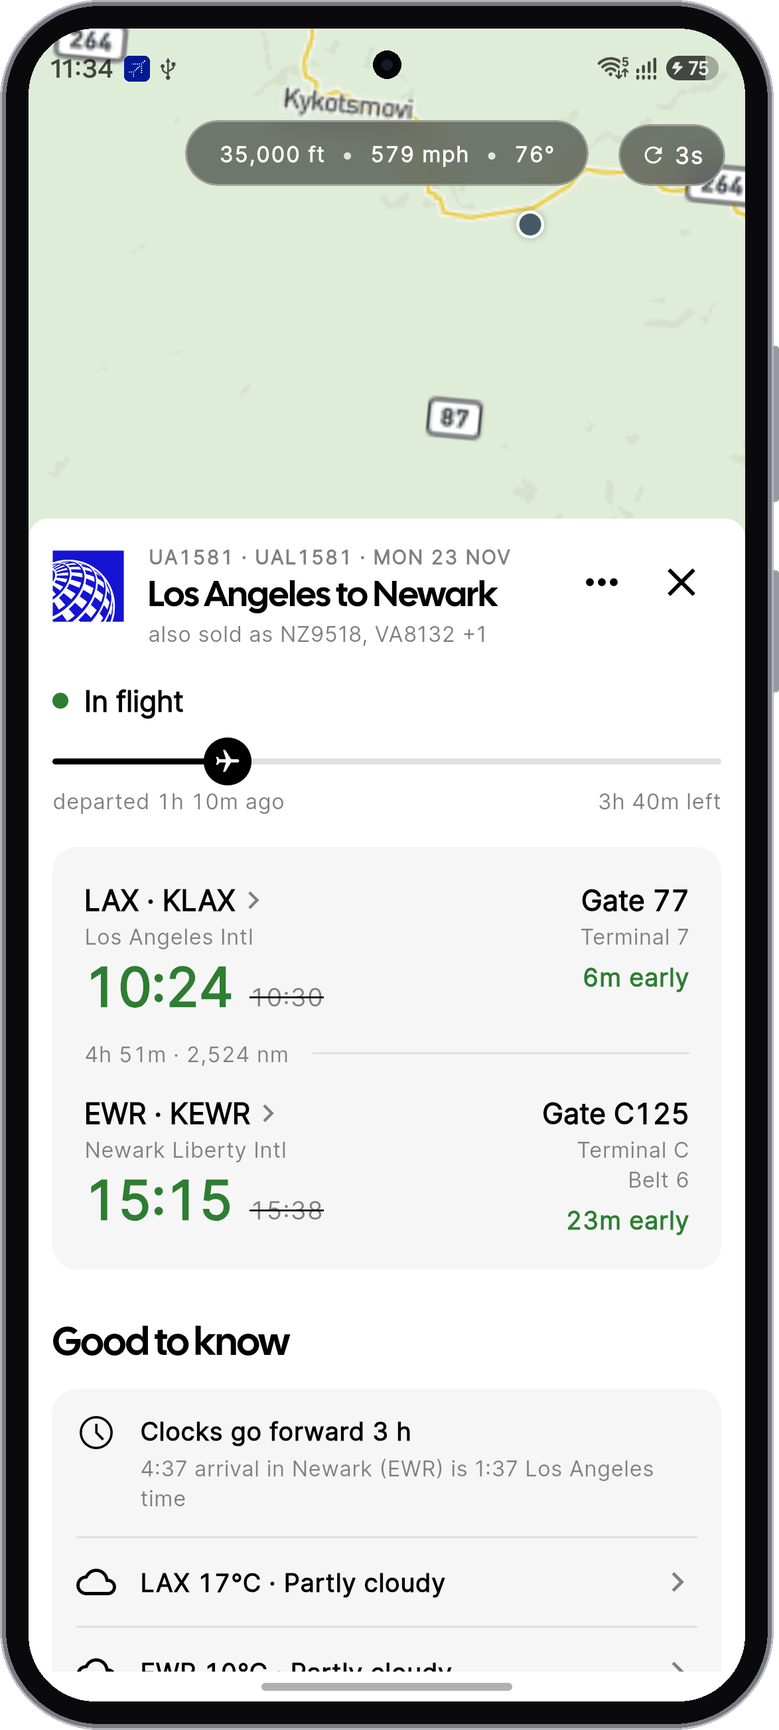 264
11:34
5
75
Kykotsmovi
35,000 ft • 579 mph • 76°
3s
264
87
UA1581 · UAL1581 · MON 23 NOV
Los Angeles to Newark
also sold as NZ9518, VA8132 +1
In flight
departed 1h 10m ago
3h 40m left
LAX · KLAX
Gate 77
Los Angeles Intl
Terminal 7
10:24 10:30
6m early
4h 51m · 2,524 nm
EWR · KEWR
Gate C125
Newark Liberty Intl
Terminal C
Belt 6
15:15 15:38
23m early
Good to know
Clocks go forward 3 h
4:37 arrival in Newark (EWR) is 1:37 Los Angeles
time
LAX 17°C · Partly cloudy
EWR 10°C · Partly cloudy